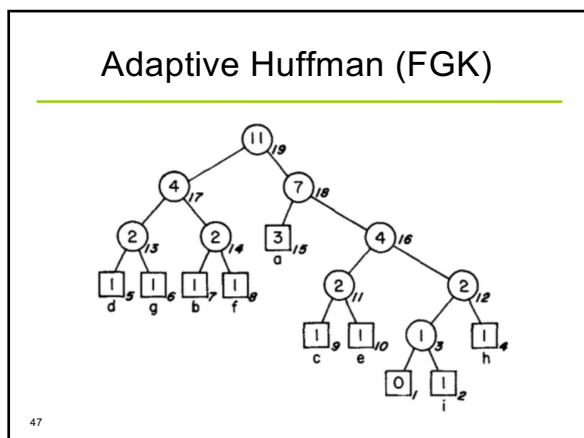 Adaptive Huffman (FGK)
11 19
4 17 7 18
2 13 2 14 3 15 4 16
a
1 5 1 6 1 7 1 8 2 11 2 12
d g b f
1 9 1 10 1 3 1 4
c e h
0 1 1 2
i
47